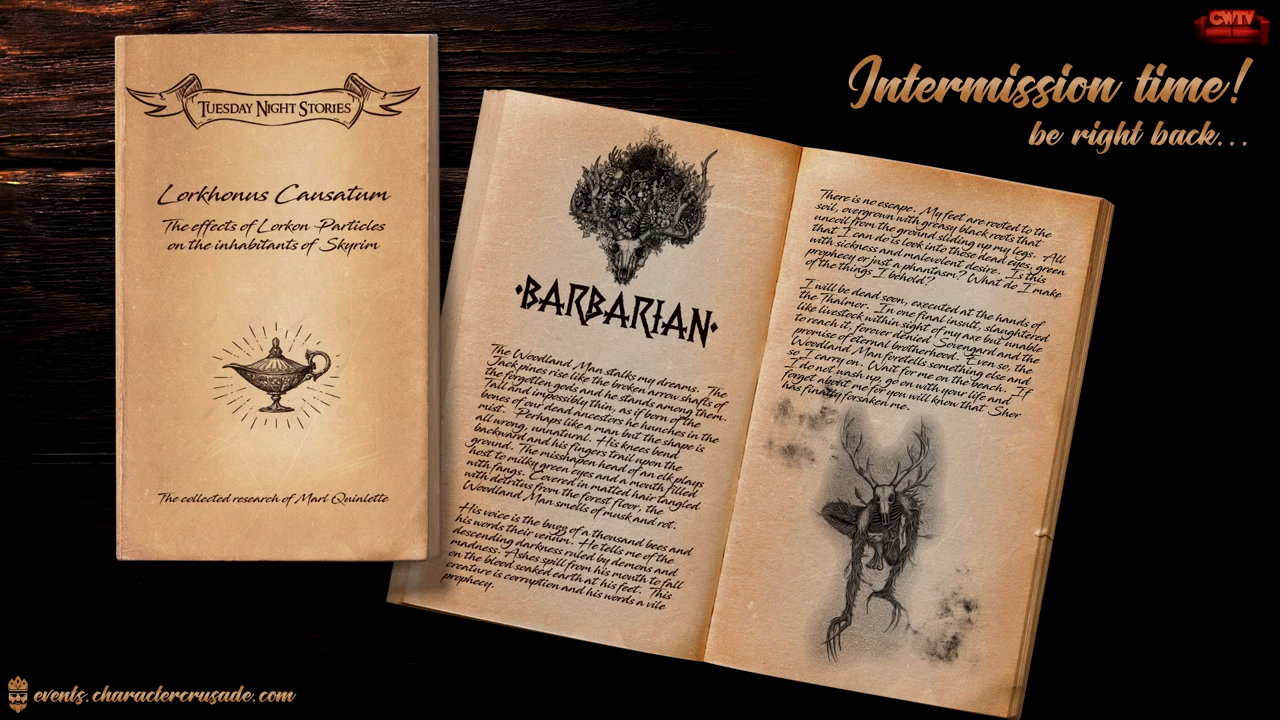 CWTV
Intermission time!
be right back...
TUESDAY NIGHT STORIES
Lorkhonus Causatum
The effects of Lorkon Particles
on the inhabitants of Skyrim
The collected research of Marl Quinlette
·BARBARIAN·
The Woodland Man stalks my dreams. The
Jack pines rise like the broken arrow shafts of
the forgotten gods and he stands among them.
Tall and impossibly thin, as if born of the
bones of our dead ancestors he hunches in the
mist. Perhaps like a man but the shape is
all wrong, unnatural. His knees bend
backward and his fingers trail upon the
ground. The misshapen head of an elk plays
host to milky green eyes and a mouth filled
with fangs. Covered in matted hair tangled
with detritus from the forest floor, the
Woodland Man smells of musk and rot.
His voice is the buzz of a thousand bees and
his words their venum. He tells me of the
descending darkness ruled by demons and
madness. Ashes spill from his mouth to fall
on the blood soaked earth at his feet. This
creature is corruption and his words a vile
prophecy.
There is no escape. My feet are rooted to the
soil, overgrown with greasy black roots that
uncoil from the ground sliding up my legs. All
that I can do is look into those dead eyes, green
with sickness and malevolent desire. Is this
prophecy or just a phantasm? What do I make
of the things I behold?
I will be dead soon, executed at the hands of
the Thalmor. In one final insult, slaughtered
like livestock within sight of my axe but unable
to reach it, forever denied Sovengard and the
promise of eternal brotherhood. Even so, the
Woodland Man foretells something else and
so I carry on. Wait for me on the beach. If
I do not wash up, go on with your life and
forget about me for you will know that Shor
has finally forsaken me.
events.charactercrusade.com